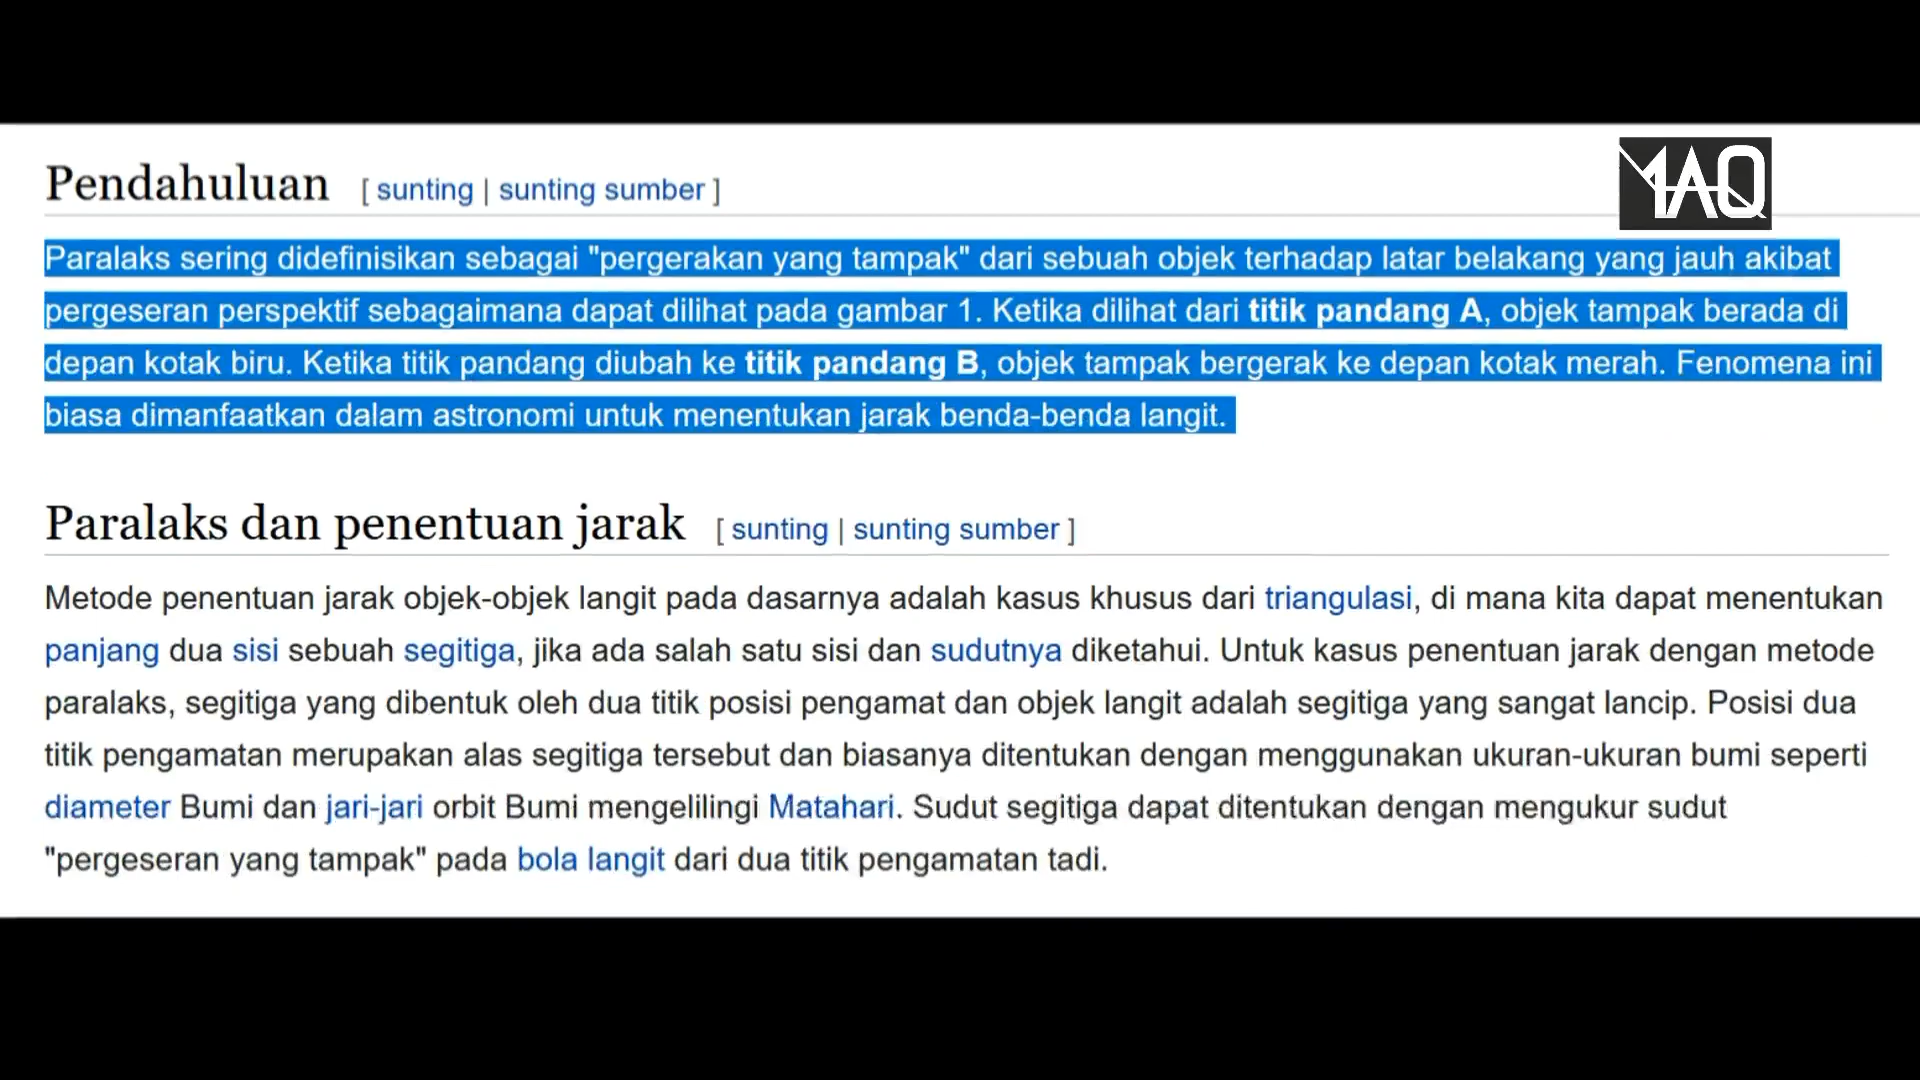 Pendahuluan [ sunting | sunting sumber ]
MAQ
Paralaks sering didefinisikan sebagai "pergerakan yang tampak" dari sebuah objek terhadap latar belakang yang jauh akibat
pergeseran perspektif sebagaimana dapat dilihat pada gambar 1. Ketika dilihat dari titik pandang A, objek tampak berada di
depan kotak biru. Ketika titik pandang diubah ke titik pandang B, objek tampak bergerak ke depan kotak merah. Fenomena ini
biasa dimanfaatkan dalam astronomi untuk menentukan jarak benda-benda langit.
Paralaks dan penentuan jarak [ sunting | sunting sumber ]
Metode penentuan jarak objek-objek langit pada dasarnya adalah kasus khusus dari triangulasi, di mana kita dapat menentukan
panjang dua sisi sebuah segitiga, jika ada salah satu sisi dan sudutnya diketahui. Untuk kasus penentuan jarak dengan metode
paralaks, segitiga yang dibentuk oleh dua titik posisi pengamat dan objek langit adalah segitiga yang sangat lancip. Posisi dua
titik pengamatan merupakan alas segitiga tersebut dan biasanya ditentukan dengan menggunakan ukuran-ukuran bumi seperti
diameter Bumi dan jari-jari orbit Bumi mengelilingi Matahari. Sudut segitiga dapat ditentukan dengan mengukur sudut
"pergeseran yang tampak" pada bola langit dari dua titik pengamatan tadi.